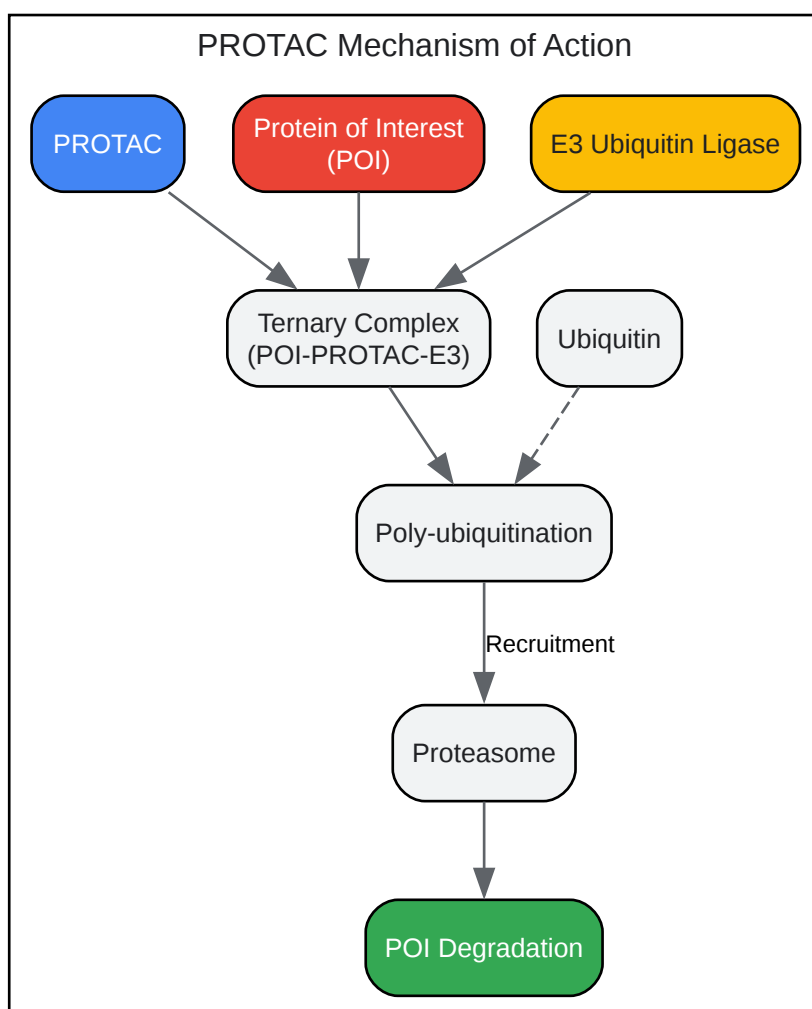 PROTAC Mechanism of Action
PROTAC
Protein of Interest
(POI)
E3 Ubiquitin Ligase
Ternary Complex
(POI-PROTAC-E3)
Ubiquitin
Poly-ubiquitination
Recruitment
Proteasome
POI Degradation